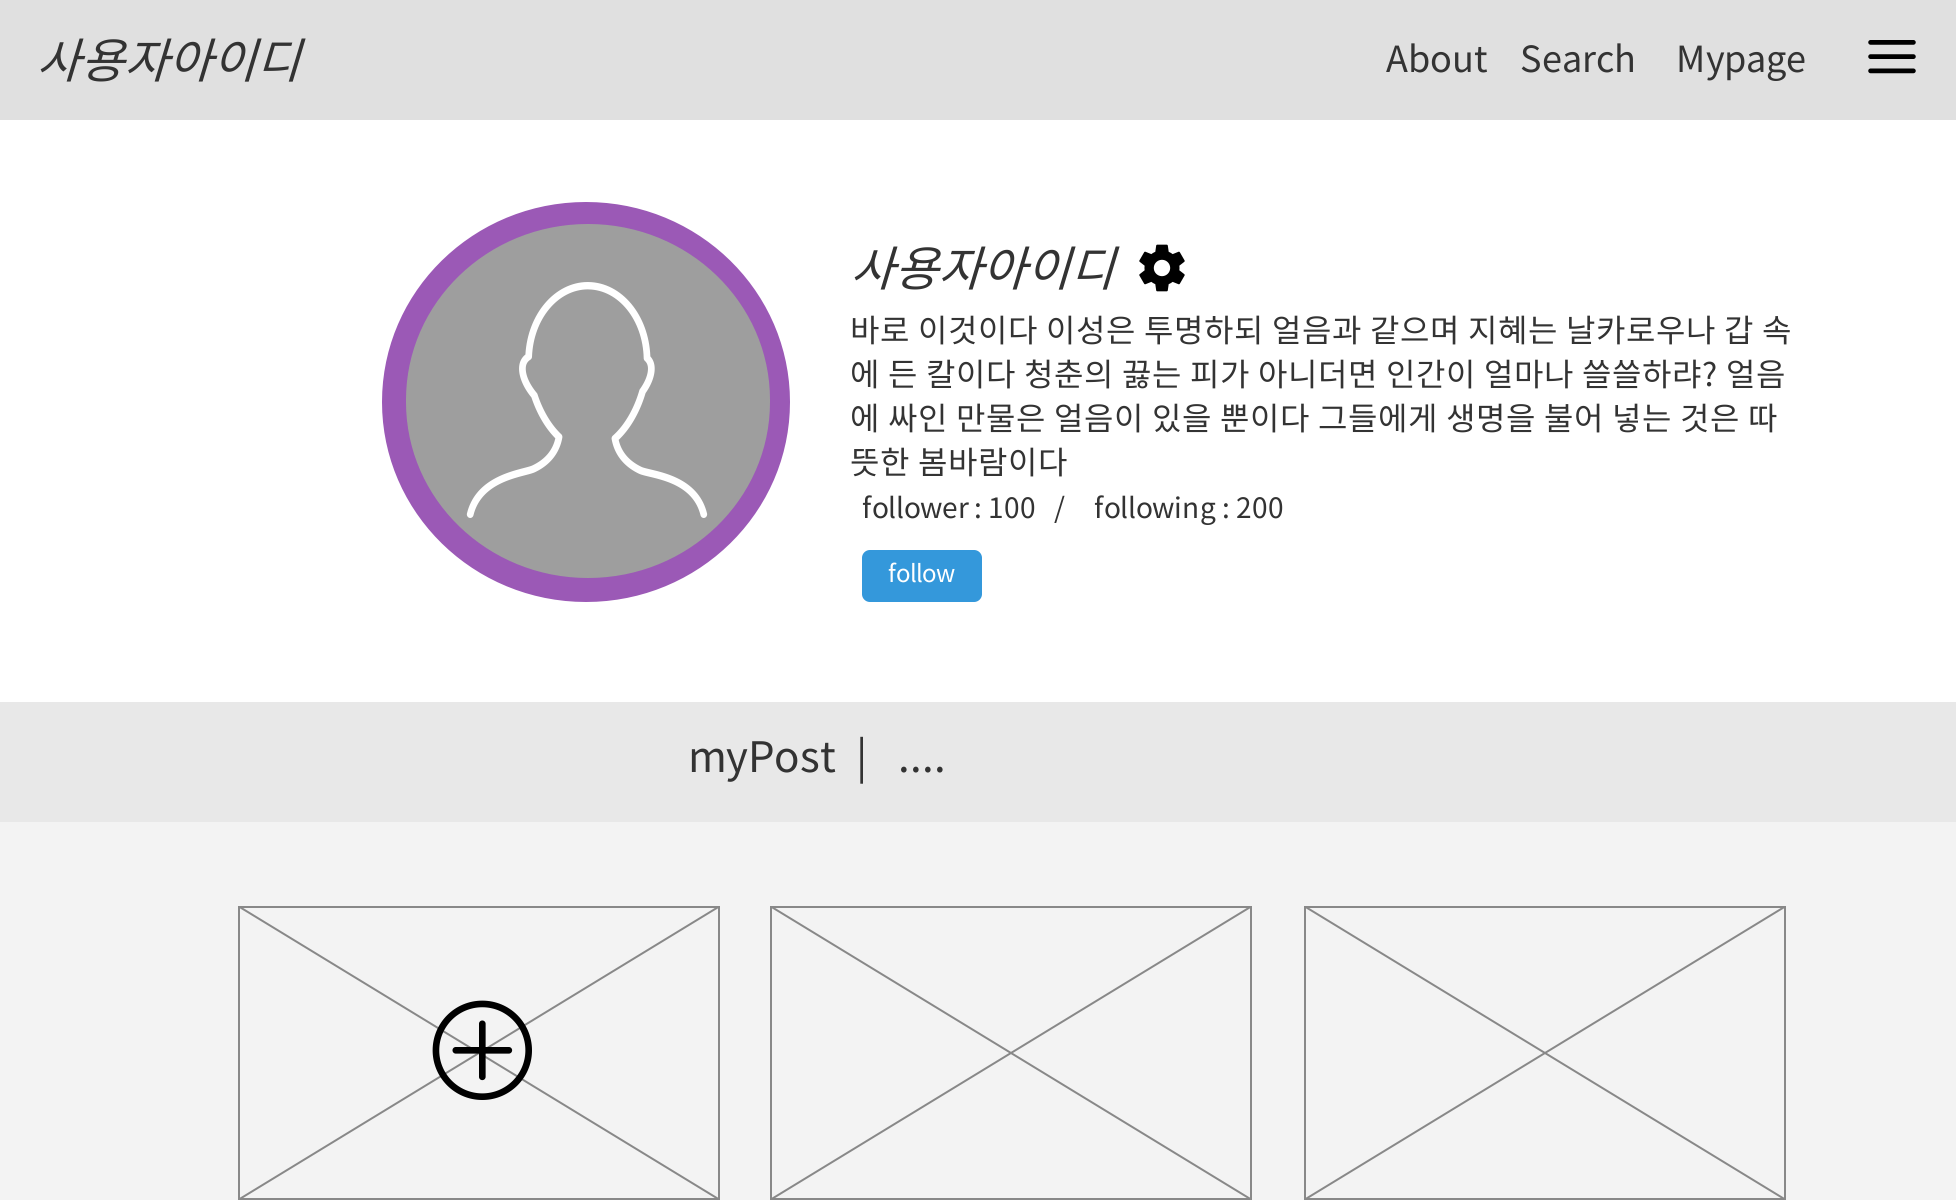 사용자아이디
About Search Mypage
사용자아이디
바로 이것이다 이성은 투명하되 얼음과 같으며 지혜는 날카로우나 갑 속
에 든 칼이다 청춘의 끓는 피가 아니더면 인간이 얼마나 쓸쓸하랴? 얼음
에 싸인 만물은 얼음이 있을 뿐이다 그들에게 생명을 불어 넣는 것은 따
뜻한 봄바람이다
follower : 100 / following : 200
follow
myPost | ....